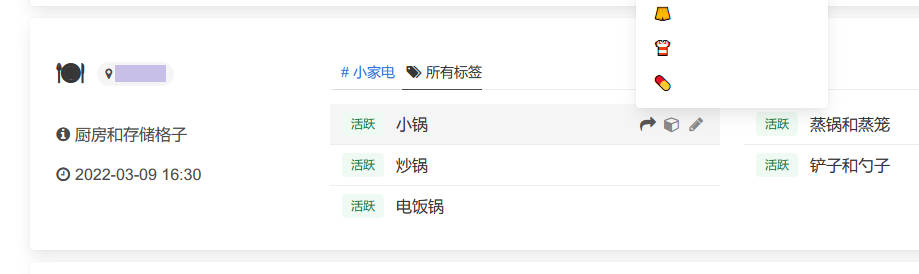 # 小家电 所有标签
活跃 小锅
活跃 蒸锅和蒸笼
厨房和存储格子
活跃 炒锅
活跃 铲子和勺子
2022-03-09 16:30
活跃 电饭锅